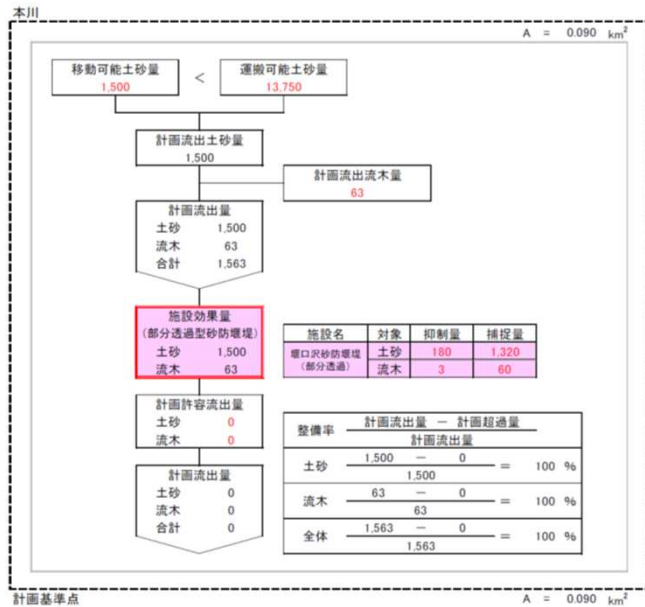 本川
A = 0.090 km²
移動可能土砂量
1,500
<
運搬可能土砂量
13,750
計画流出土砂量
1,500
計画流出流木量
63
計画流出量
土砂 1,500
流木 63
合計 1,563
施設効果量
(部分透過型砂防堰堤)
土砂 1,500
流木 63
施設名 対象 抑制量 捕捉量
堰口沢砂防堰堤
(部分透過)
土砂 180 1,320
流木 3 60
計画許容流出量
土砂 0
流木 0
計画流出量
土砂 0
流木 0
合計 0
整備率 計画流出量 - 計画超過量
計画流出量
土砂 1,500 - 0
1,500
= 100 %
流木 63 - 0
63
= 100 %
全体 1,563 - 0
1,563
= 100 %
計画基準点
A = 0.090 km²